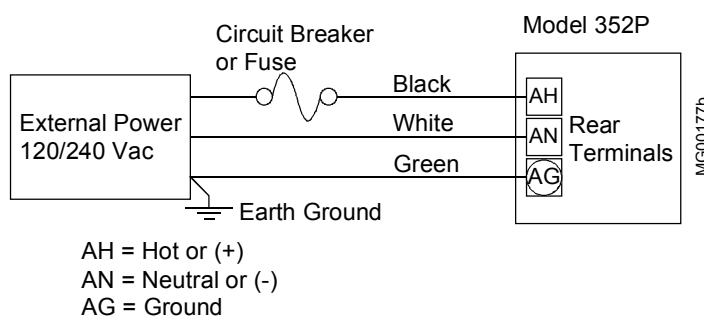 Circuit Breaker
or Fuse
Model 352P
External Power
120/240 Vac
Black
White
Green
AH
AN
AG
Rear
Terminals
Earth Ground
AH = Hot or (+)
AN = Neutral or (-)
AG = Ground
MG00177b